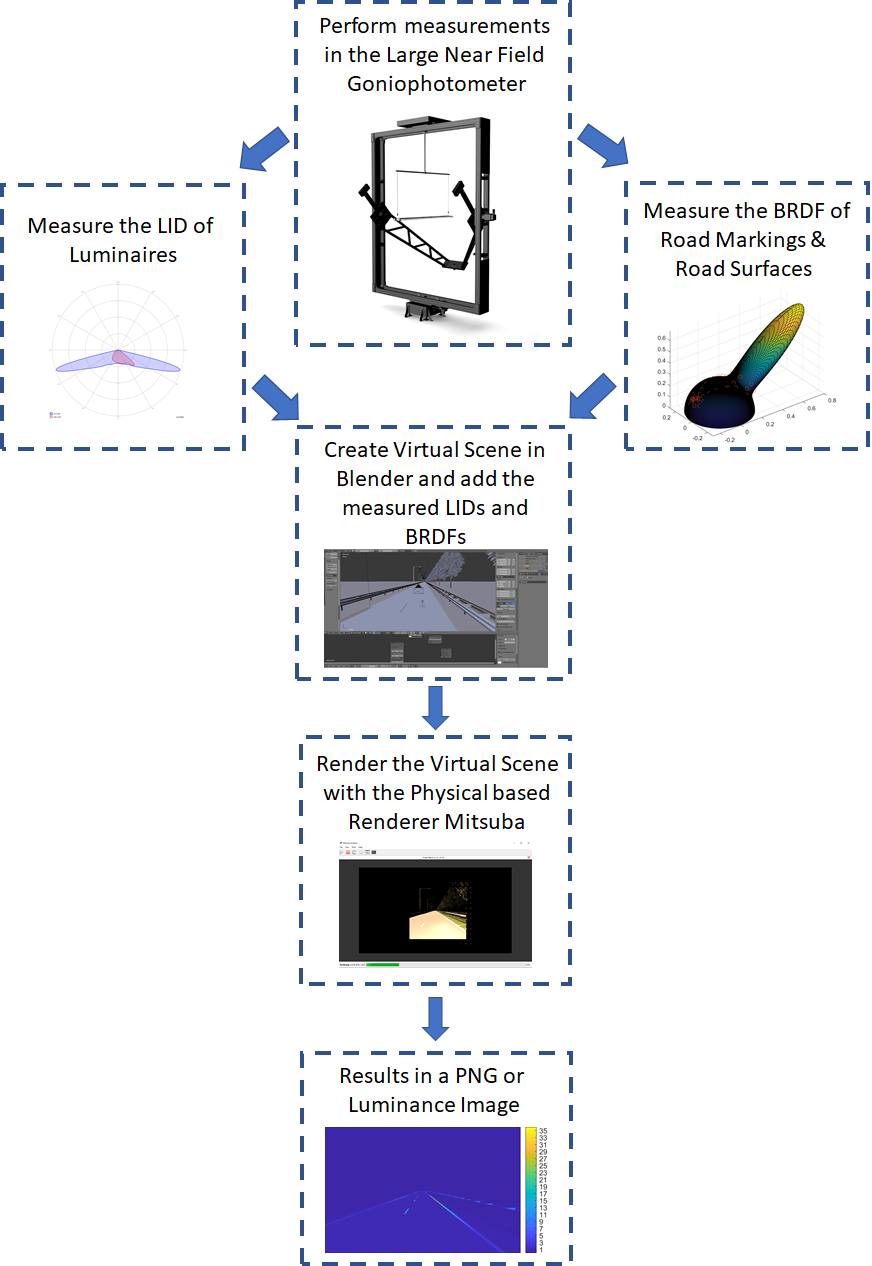 Perform measurements
in the Large Near Field
Goniophotometer
Measure the LID of
Luminaires
Measure the BRDF of
Road Markings &
Road Surfaces
0.6
0.5
0.4
0.3
0.2
0.1
0
0.2
0
-0.2
-0.2
0
0.2
0.4
0.6
0.8
Create Virtual Scene in
Blender and add the
measured LIDs and
BRDFs
Render the Virtual Scene
with the Physical based
Renderer Mitsuba
Results in a PNG or
Luminance Image
35
33
31
29
27
25
23
21
19
17
15
13
11
9
7
5
3
1